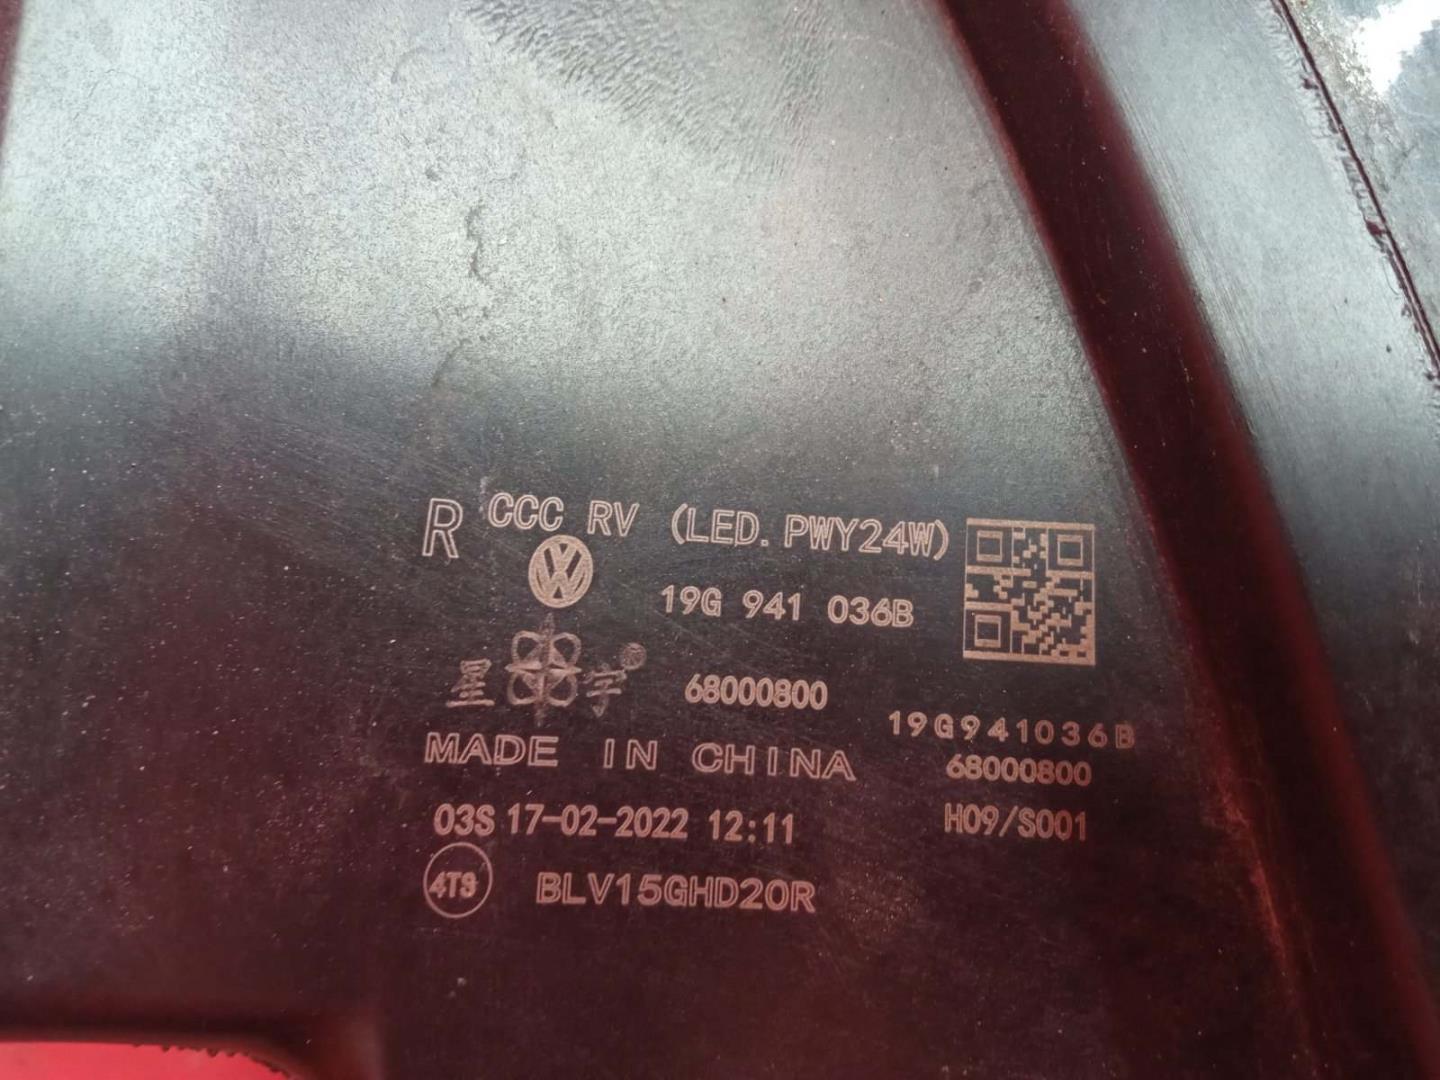 R CCC RV (LED. PWY24W)
19G 941 036B
星宇® 68000800
19G941036B
MADE IN CHINA
68000800
03S 17-02-2022 12:11
H09/S001
4TS BLV15GHD20R